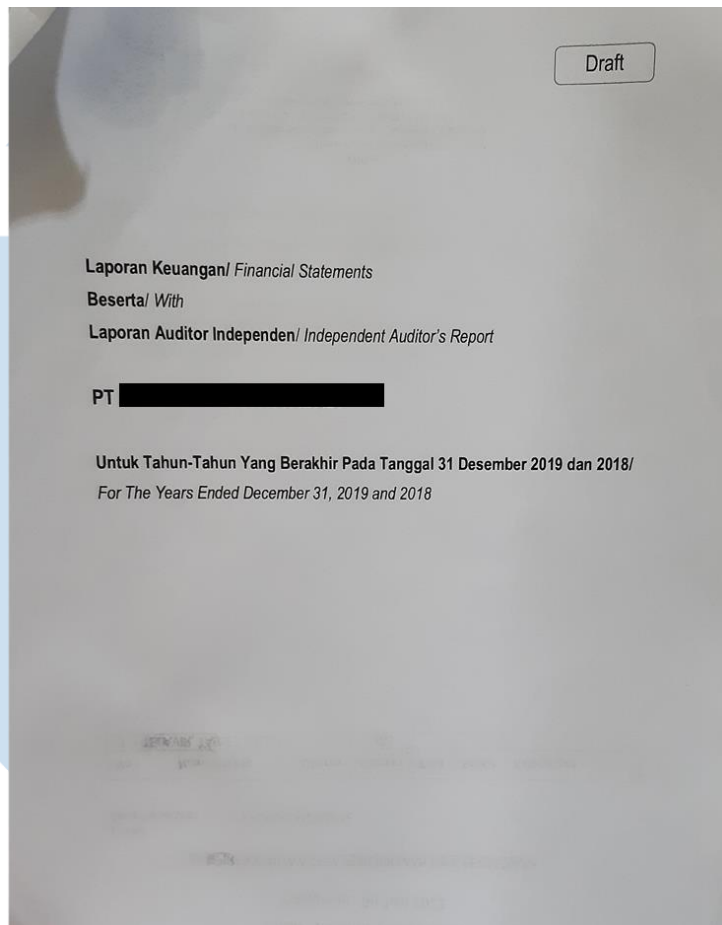 Draft
Laporan Keuangan/ Financial Statements
Beserta/ With
Laporan Auditor Independen/ Independent Auditor's Report
PT
Untuk Tahun-Tahun Yang Berakhir Pada Tanggal 31 Desember 2019 dan 2018/
For The Years Ended December 31, 2019 and 2018